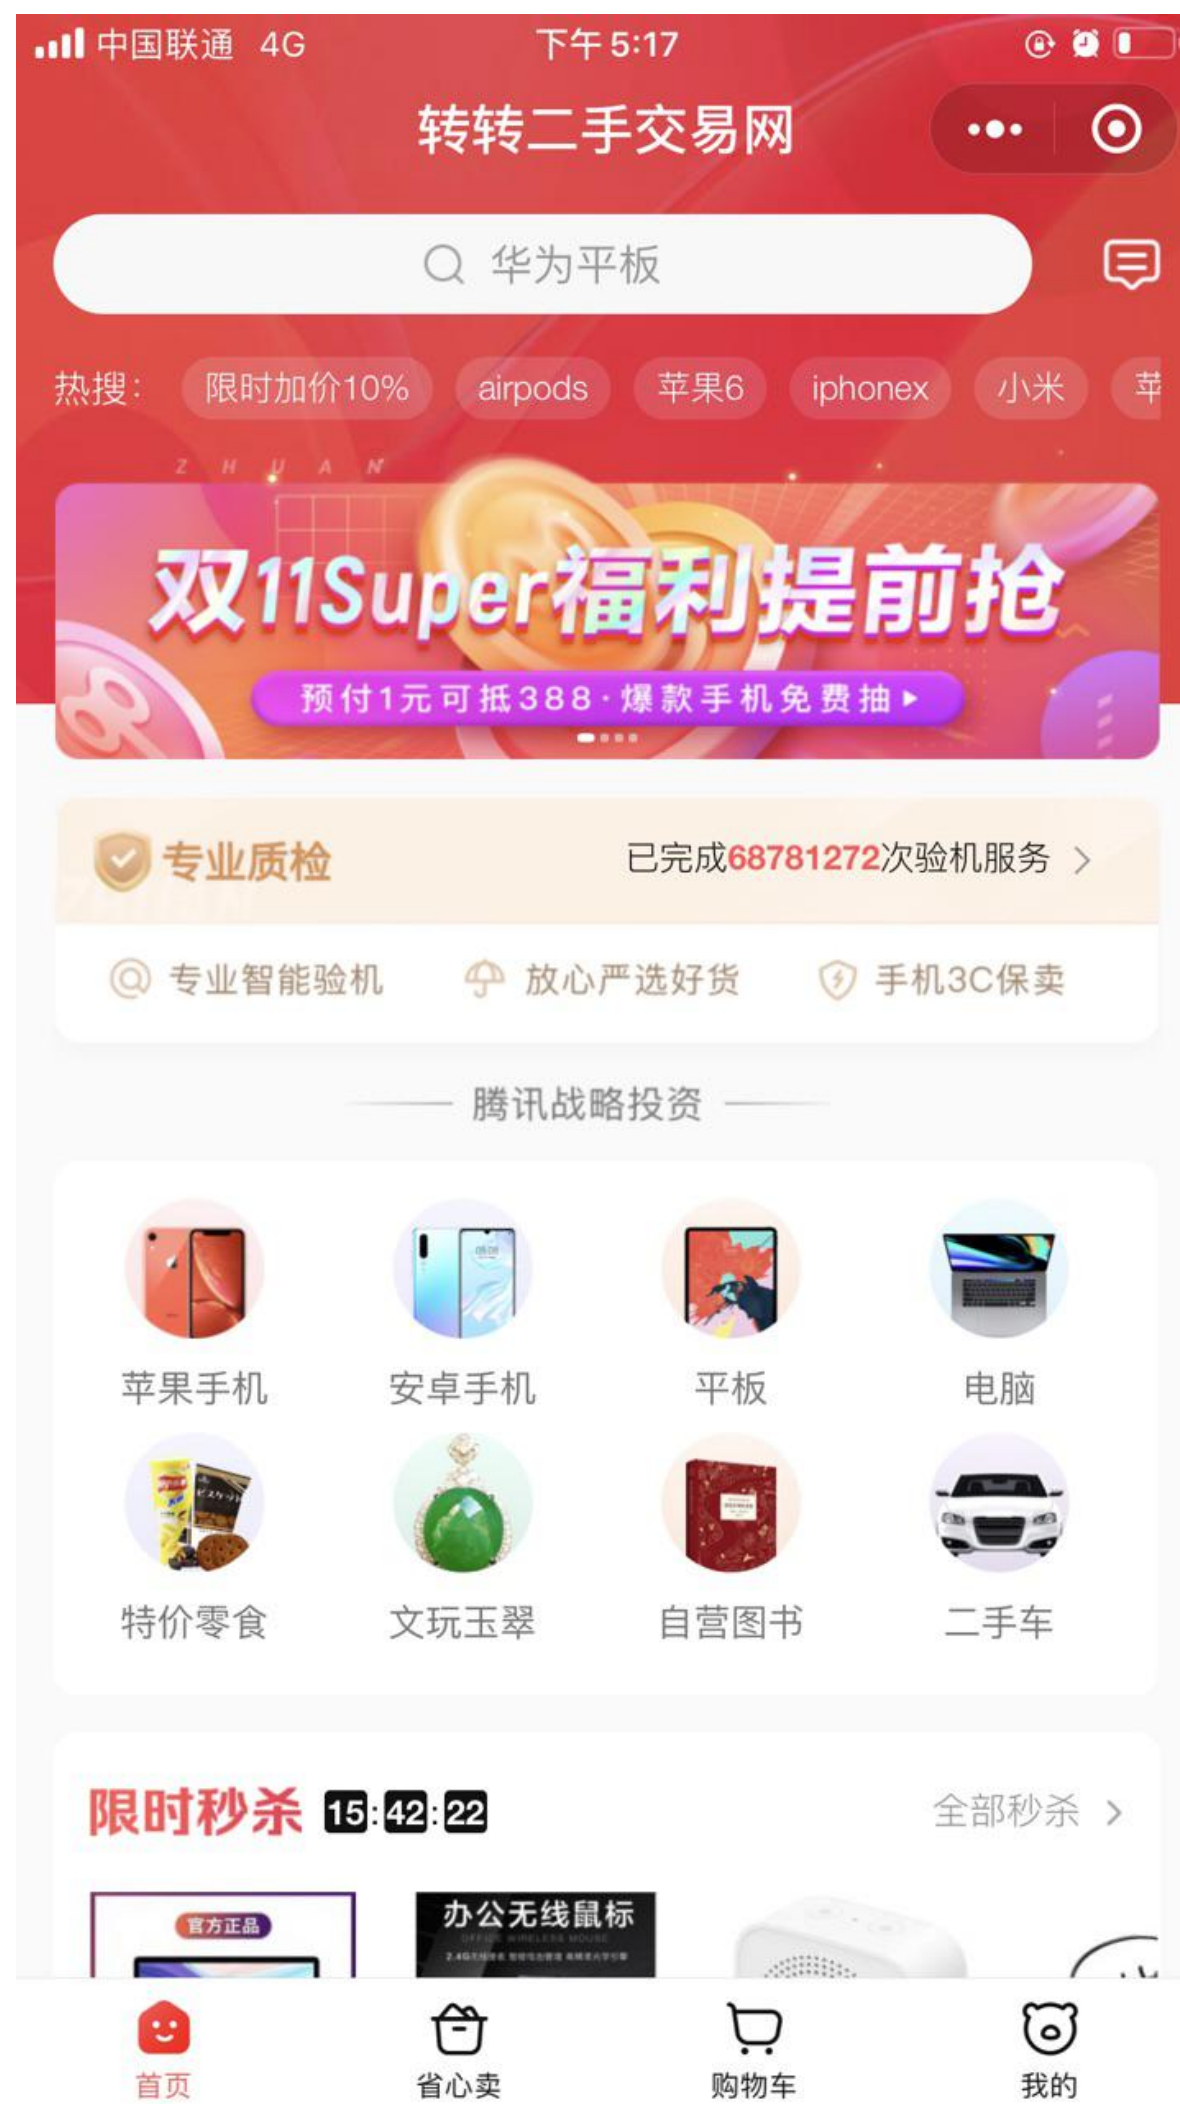 中国联通 4G 下午5:17
转转二手交易网
华为平板
热搜： 限时加价10% airpods 苹果6 iphonex 小米 苹
ZHUAN
双11Super福利提前抢
预付1元可抵388·爆款手机免费抽
专业质检 已完成68781272次验机服务
专业智能验机 放心严选好货 手机3C保卖
腾讯战略投资
苹果手机 安卓手机 平板 电脑
特价零食 文玩玉翠 自营图书 二手车
限时秒杀 15:42:22 全部秒杀
官方正品 办公无线鼠标
OFFICE WIRELESS MOUSE
首页 省心卖 购物车 我的